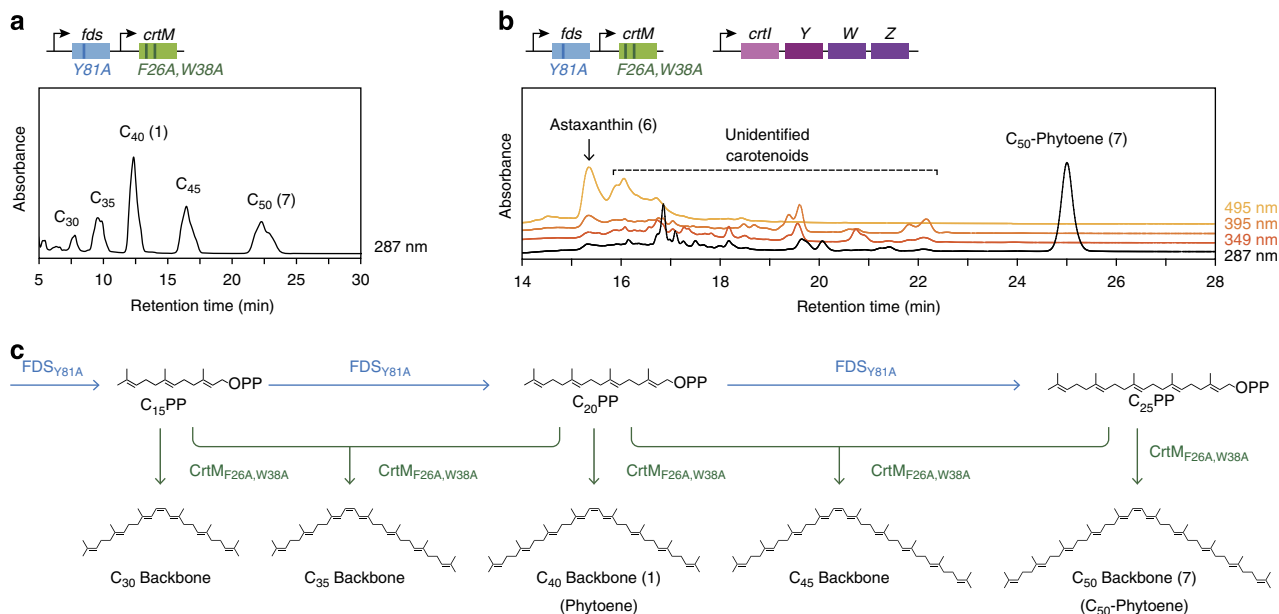 a
fds crtM
Y81A F26A,W38A
Absorbance
C30
C35
C40 (1)
C45
C50 (7)
287 nm
5 10 15 20 25 30
Retention time (min)
b
fds crtM crtI Y W Z
Y81A F26A,W38A
Absorbance
Astaxanthin (6)
Unidentified
carotenoids
C50-Phytoene (7)
495 nm
395 nm
349 nm
287 nm
14 16 18 20 22 24 26 28
Retention time (min)
c
FDSY81A FDSY81A FDSY81A
OPP OPP OPP
C15PP C20PP C25PP
CrtMF26A,W38A CrtMF26A,W38A CrtMF26A,W38A CrtMF26A,W38A CrtMF26A,W38A
C30 Backbone C35 Backbone C40 Backbone (1) C45 Backbone C50 Backbone (7)
(Phytoene) (C50-Phytoene)